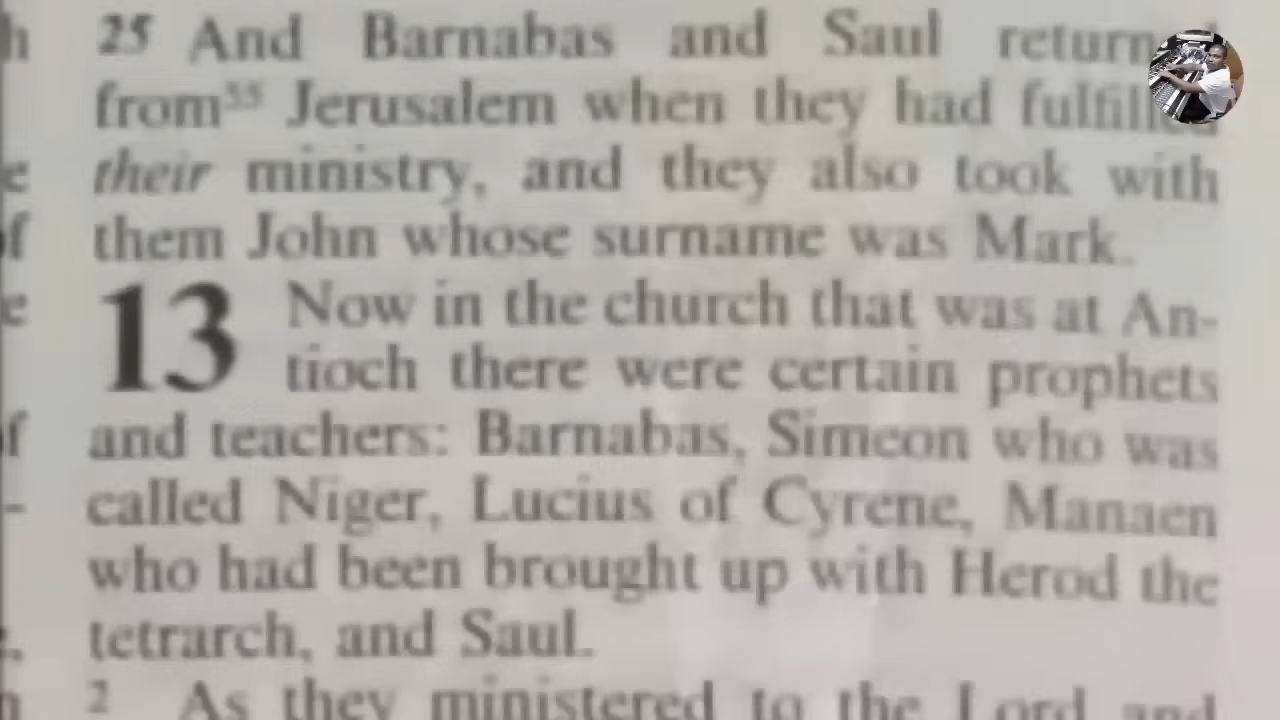 25 And Barnabas and Saul return
from55 Jerusalem when they had fulfilled
their ministry, and they also took with
them John whose surname was Mark.
13 Now in the church that was at An-
tioch there were certain prophets
and teachers: Barnabas, Simeon who was
called Niger, Lucius of Cyrene, Manaen
who had been brought up with Herod the
tetrarch, and Saul.
2 As they ministered to the Lord and